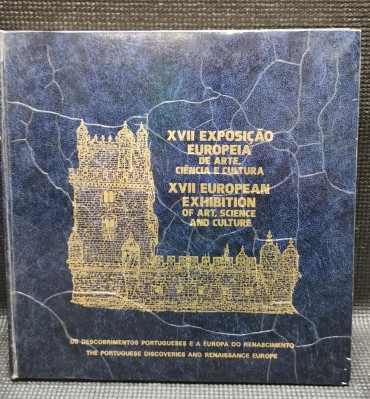 XVII EXPOSIÇÃO
EUROPEIA
DE ARTE,
CIÊNCIA E CULTURA
XVII EUROPEAN
EXHIBITION
OF ART, SCIENCE
AND CULTURE
OS DESCOBRIMENTOS PORTUGUESES E A EUROPA DO RENASCIMENTO
THE PORTUGUESE DISCOVERIES AND RENAISSANCE EUROPE